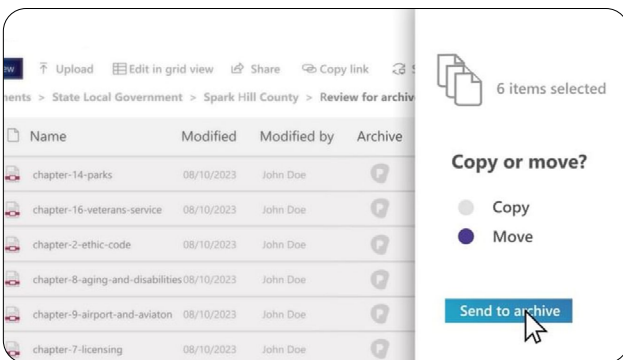 ew Upload Edit in grid view Share Copy link S
ments > State Local Government > Spark Hill County > Review for archiv
Name Modified Modified by Archive
chapter-14-parks 08/10/2023 John Doe
chapter-16-veterans-service 08/10/2023 John Doe
chapter-2-ethic-code 08/10/2023 John Doe
chapter-8-aging-and-disabilities 08/10/2023 John Doe
chapter-9-airport-and-aviaton 08/10/2023 John Doe
chapter-7-licensing 08/10/2023 John Doe
6 items selected
Copy or move?
Copy
Move
Send to archive